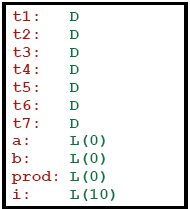 t1: D
t2: D
t3: D
t4: D
t5: D
t6: D
t7: D
a: L(0)
b: L(0)
prod: L(0)
i: L(10)